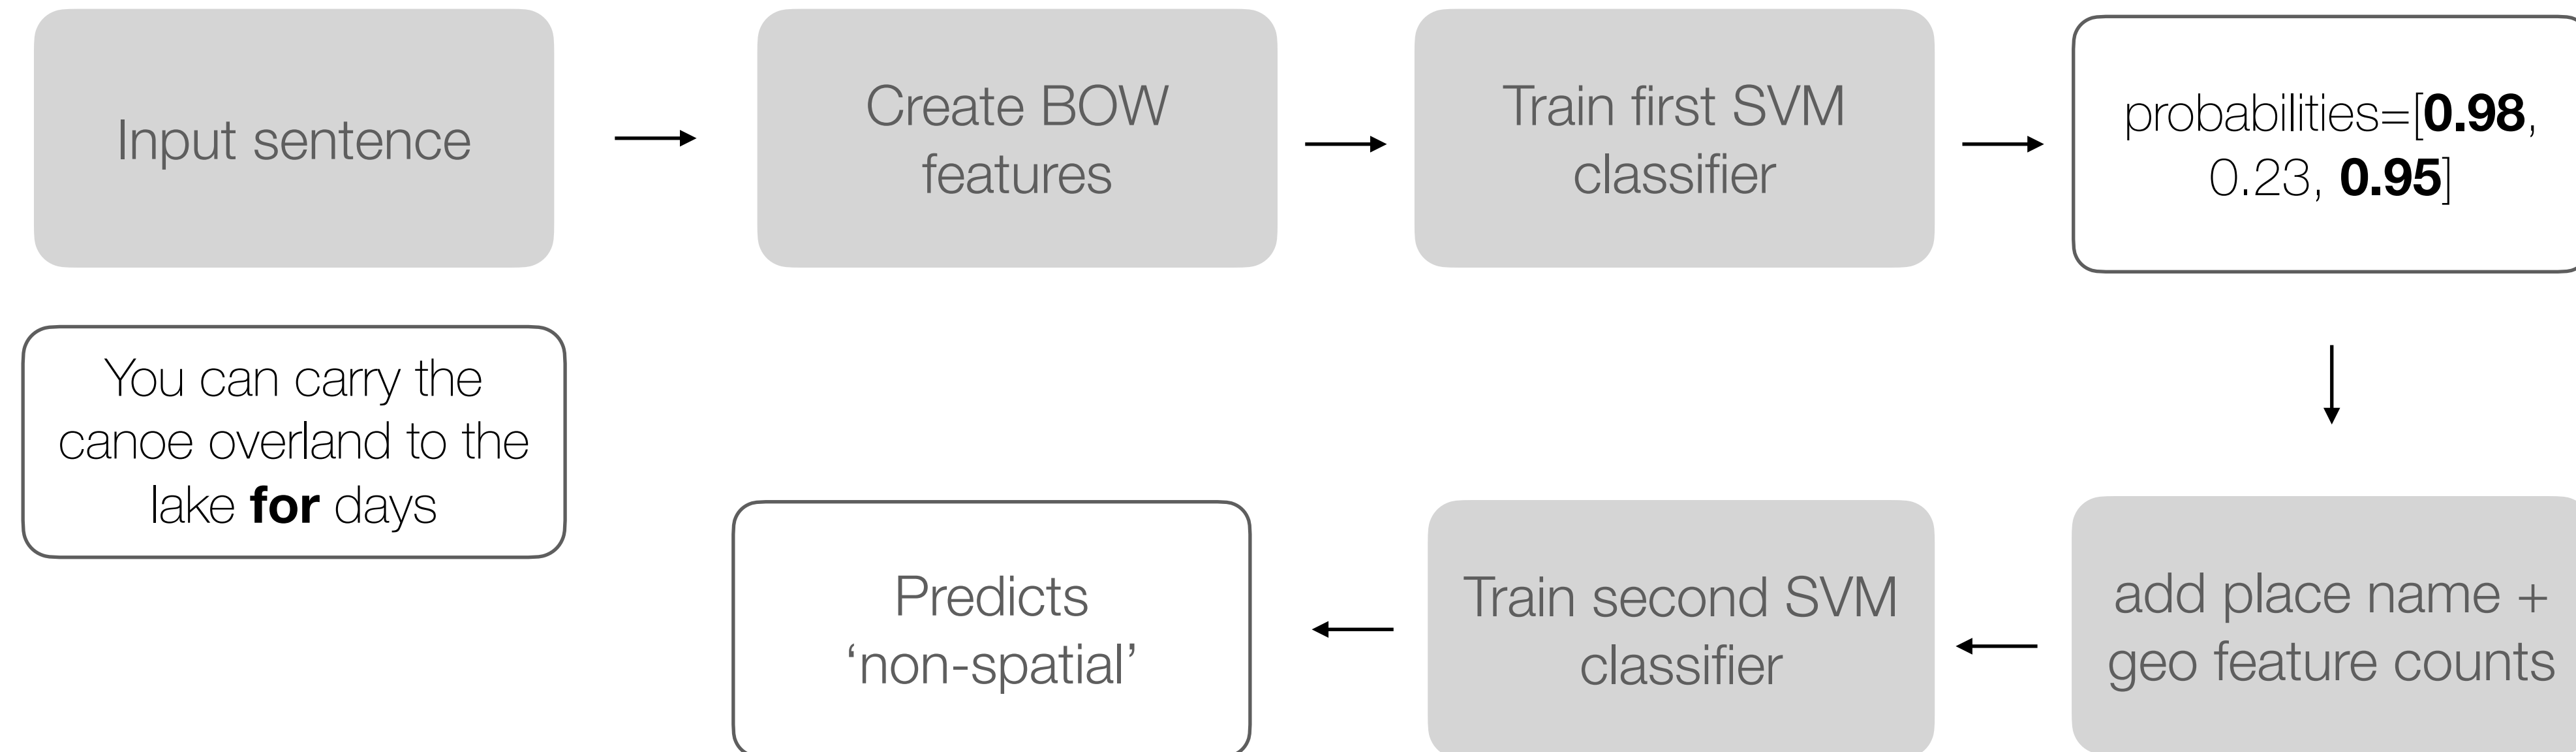 Input sentence
Create BOW
features
Train first SVM
classifier
probabilities=[0.98,
0.23, 0.95]
You can carry the
canoe overland to the
lake for days
add place name +
geo feature counts
Train second SVM
classifier
Predicts
‘non-spatial’